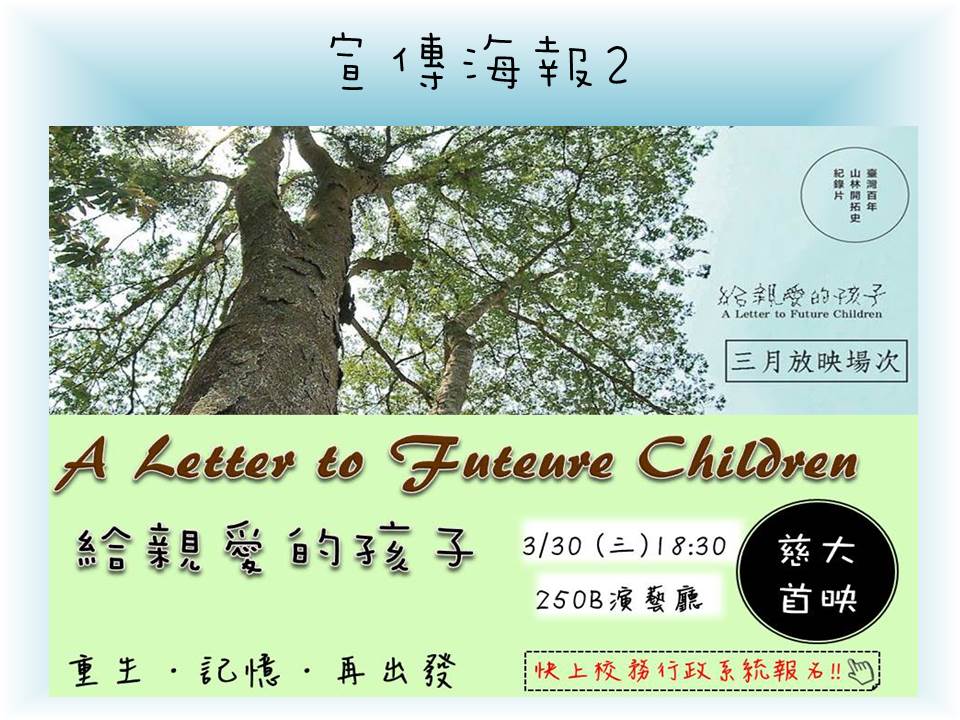 宣傳海報2
臺灣百年
山林開拓史
紀錄片
給親愛的孩子
A Letter to Future Children
三月放映場次
A Letter to Futeure Children
給親愛的孩子
3/30 (三)18:30
250B演藝廳
慈大
首映
重生．記憶．再出發
快上校務行政系統報名!!